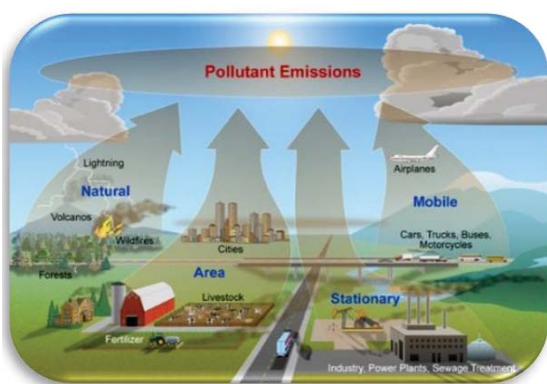 Pollutant Emissions
Lightning
Natural
Volcanos
Wildfires
Forests
Cities
Area
Livestock
Fertilizer
Airplanes
Mobile
Cars, Trucks, Buses,
Motorcycles
Stationary
Industry, Power Plants, Sewage Treatment